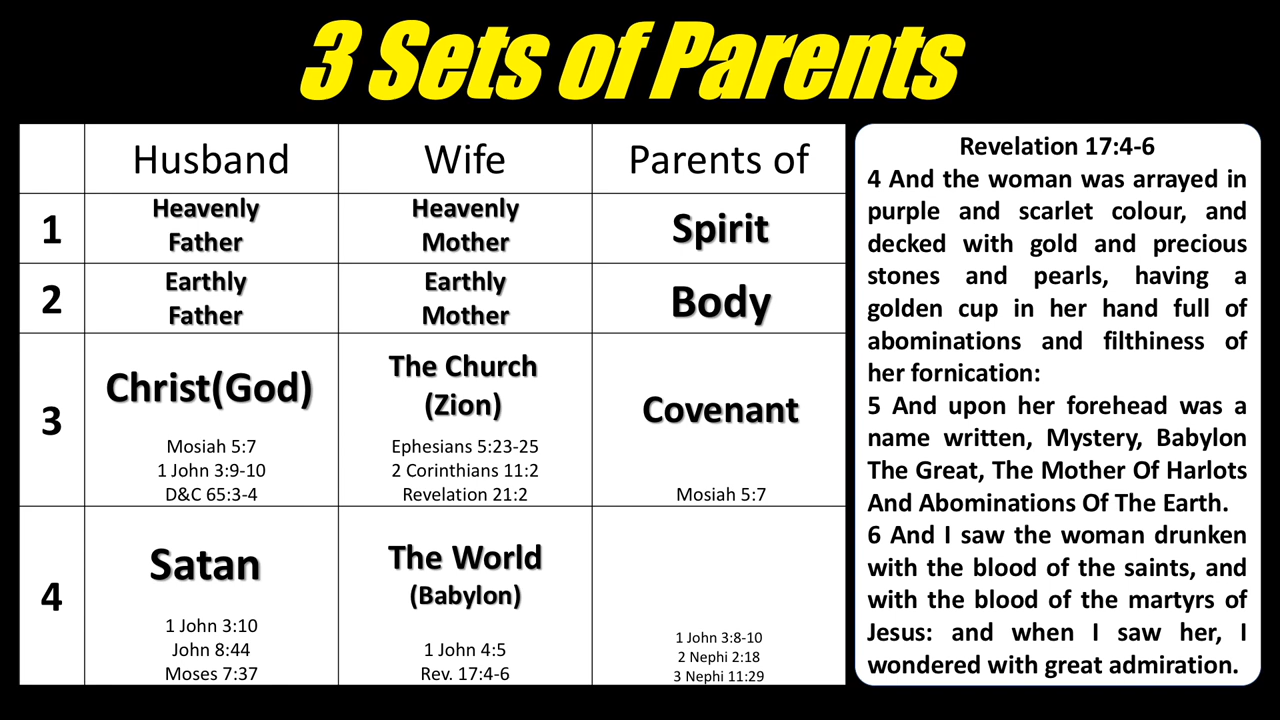 3 Sets of Parents
Husband
Wife
Parents of
1
Heavenly
Father
Heavenly
Mother
Spirit
2
Earthly
Father
Earthly
Mother
Body
3
Christ(God)
Mosiah 5:7
1 John 3:9-10
D&C 65:3-4
The Church
(Zion)
Ephesians 5:23-25
2 Corinthians 11:2
Revelation 21:2
Covenant
Mosiah 5:7
4
Satan
1 John 3:10
John 8:44
Moses 7:37
The World
(Babylon)
1 John 4:5
Rev. 17:4-6
1 John 3:8-10
2 Nephi 2:18
3 Nephi 11:29
Revelation 17:4-6
4 And the woman was arrayed in
purple and scarlet colour, and
decked with gold and precious
stones and pearls, having a
golden cup in her hand full of
abominations and filthiness of
her fornication:
5 And upon her forehead was a
name written, Mystery, Babylon
The Great, The Mother Of Harlots
And Abominations Of The Earth.
6 And I saw the woman drunken
with the blood of the saints, and
with the blood of the martyrs of
Jesus: and when I saw her, I
wondered with great admiration.